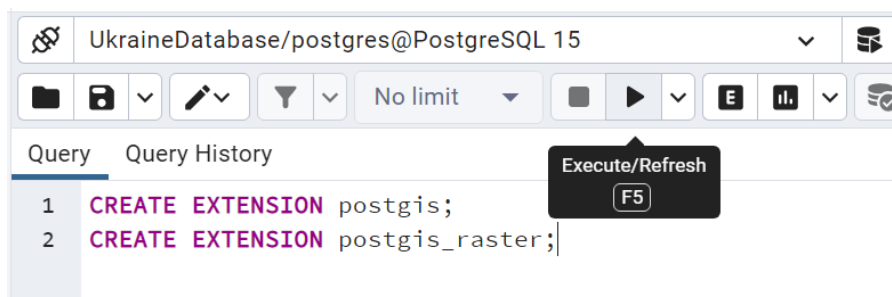 UkraineDatabase/postgres@PostgreSQL 15
No limit
E
Query Query History
Execute/Refresh
F5
1 CREATE EXTENSION postgis;
2 CREATE EXTENSION postgis_raster;